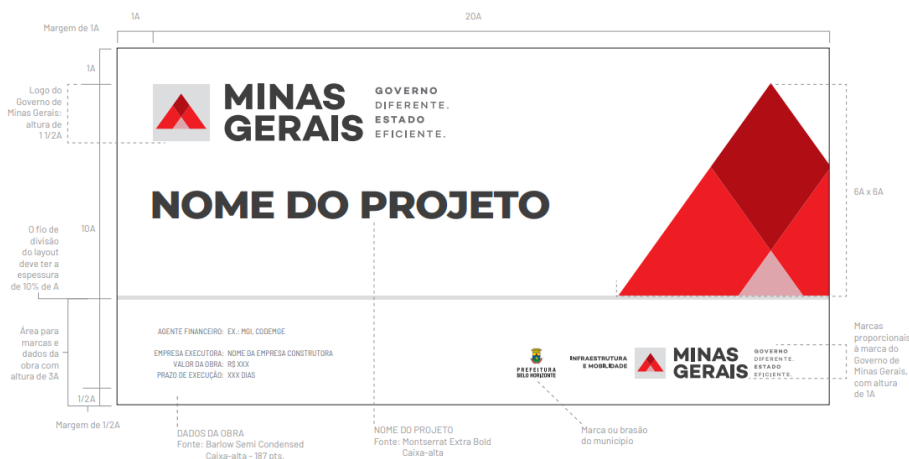 1A
20A
Margem de 1A
1A
Logo do
Governo de
Minas Gerais:
altura de
1 1/2A
MINAS
GERAIS
GOVERNO
DIFERENTE.
ESTADO
EFICIENTE.
NOME DO PROJETO
6A x 6A
10A
O fio de
divisão
do layout
deve ter a
espessura
de 10% de A
Área para
marcas e
dados da
obra com
altura de 3A
1/2A
Margem de 1/2A
AGENTE FINANCEIRO: EX.: MGI, CODEMGE
EMPRESA EXECUTORA: NOME DA EMPRESA CONSTRUTORA
VALOR DA OBRA: R$ XXX
PRAZO DE EXECUÇÃO: XXX DIAS
PREFEITURA
BELO HORIZONTE
INFRAESTRUTURA
E MOBILIDADE
MINAS
GERAIS
GOVERNO
DIFERENTE.
ESTADO
EFICIENTE.
Marcas
proporcionais
à marca do
Governo de
Minas Gerais,
com altura
de 1A
DADOS DA OBRA
Fonte: Barlow Semi Condensed
Caixa-alta - 187 pts.
NOME DO PROJETO
Fonte: Montserrat Extra Bold
Caixa-alta
Marca ou brasão
do município